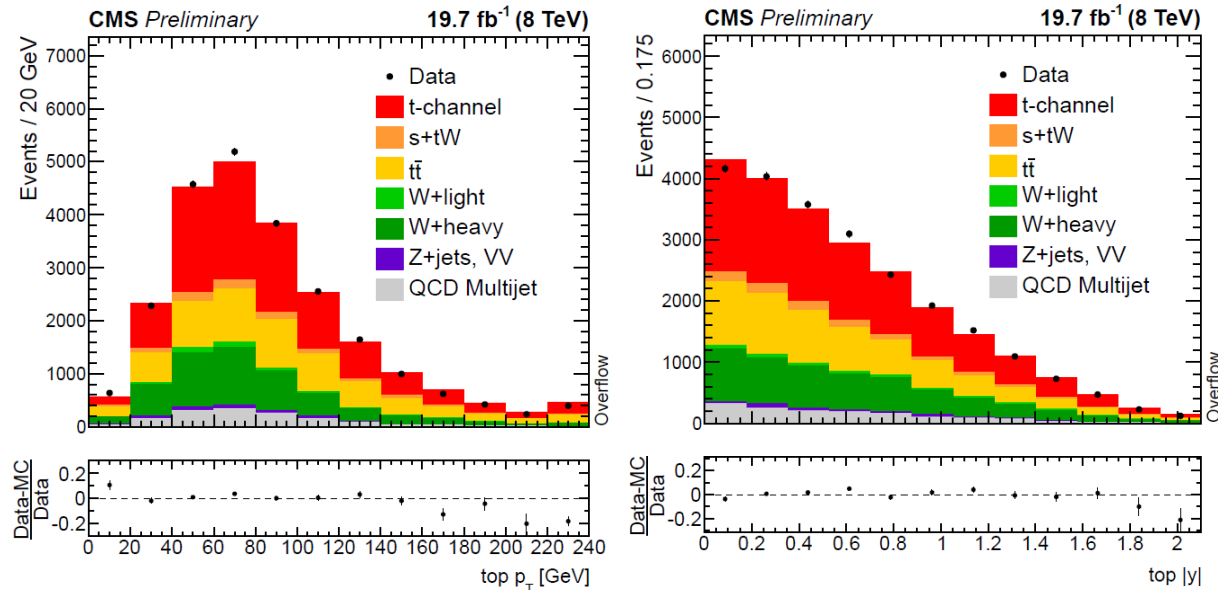 CMS Preliminary 19.7 fb⁻¹ (8 TeV)
Events / 20 GeV
7000
6000
5000
4000
3000
2000
1000
0
Data
t-channel
s+tW
tt̄
W+light
W+heavy
Z+jets, VV
QCD Multijet
Overflow
Data-MC
Data
0.2
0
-0.2
0 20 40 60 80 100 120 140 160 180 200 220 240
top p_T [GeV]
CMS Preliminary 19.7 fb⁻¹ (8 TeV)
Events / 0.175
6000
5000
4000
3000
2000
1000
0
Data
t-channel
s+tW
tt̄
W+light
W+heavy
Z+jets, VV
QCD Multijet
Overflow
Data-MC
Data
0.2
0
-0.2
0 0.2 0.4 0.6 0.8 1 1.2 1.4 1.6 1.8 2
top |y|